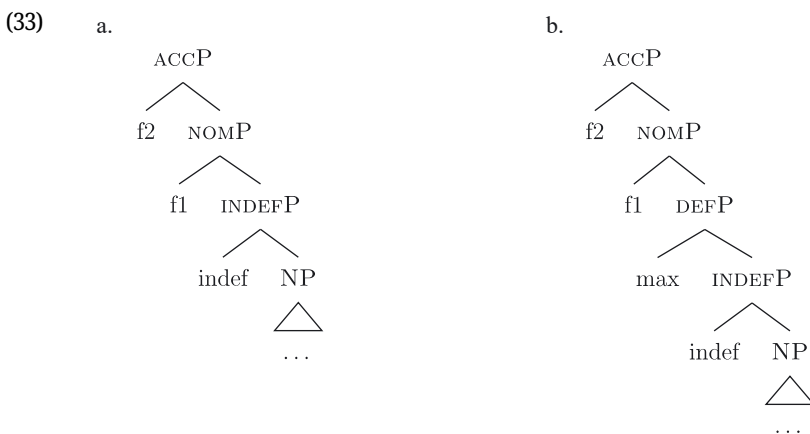 (33) a. b.
ACCP ACCP
f2 NOMP f2 NOMP
f1 INDEFP f1 DEFP
indef NP max INDEFP
... indef NP
...